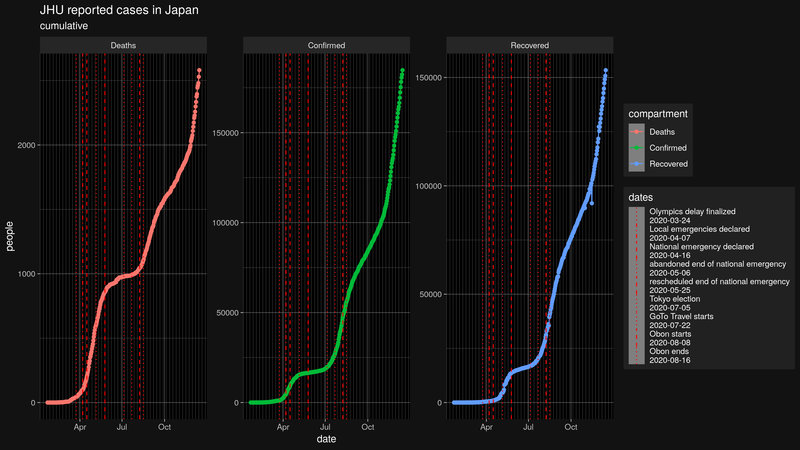 JHU reported cases in Japan
cumulative
Deaths
Confirmed
Recovered
people
2000
1000
0
150000
100000
50000
0
150000
100000
50000
0
Apr
Jul
Oct
Apr
Jul
Oct
Apr
Jul
Oct
date
compartment
Deaths
Confirmed
Recovered
dates
Olympics delay finalized
2020-03-24
Local emergencies declared
2020-04-07
National emergency declared
2020-04-16
abandoned end of national emergency
2020-05-06
rescheduled end of national emergency
2020-05-25
Tokyo election
2020-07-05
GoTo Travel starts
2020-07-22
Obon starts
2020-08-08
Obon ends
2020-08-16